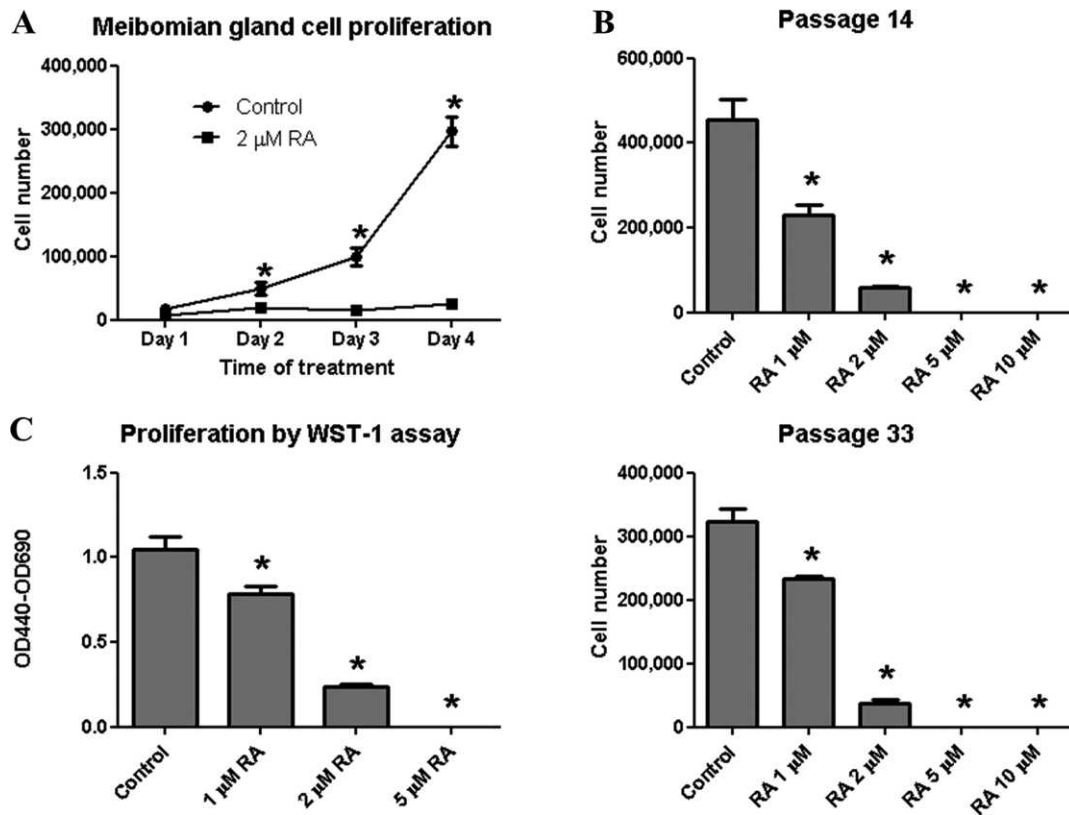 A
Meibomian gland cell proliferation
400,000
300,000
200,000
100,000
0
Cell number
Control
2 µM RA
*
*
*
Day 1 Day 2 Day 3 Day 4
Time of treatment
B
Passage 14
600,000
400,000
200,000
0
Cell number
*
*
*
*
Control
RA 1 µM
RA 2 µM
RA 5 µM
RA 10 µM
C
Proliferation by WST-1 assay
1.5
1.0
0.5
0.0
OD440-OD690
*
*
*
Control
1 µM RA
2 µM RA
5 µM RA
Passage 33
400,000
300,000
200,000
100,000
0
Cell number
*
*
*
*
Control
RA 1 µM
RA 2 µM
RA 5 µM
RA 10 µM